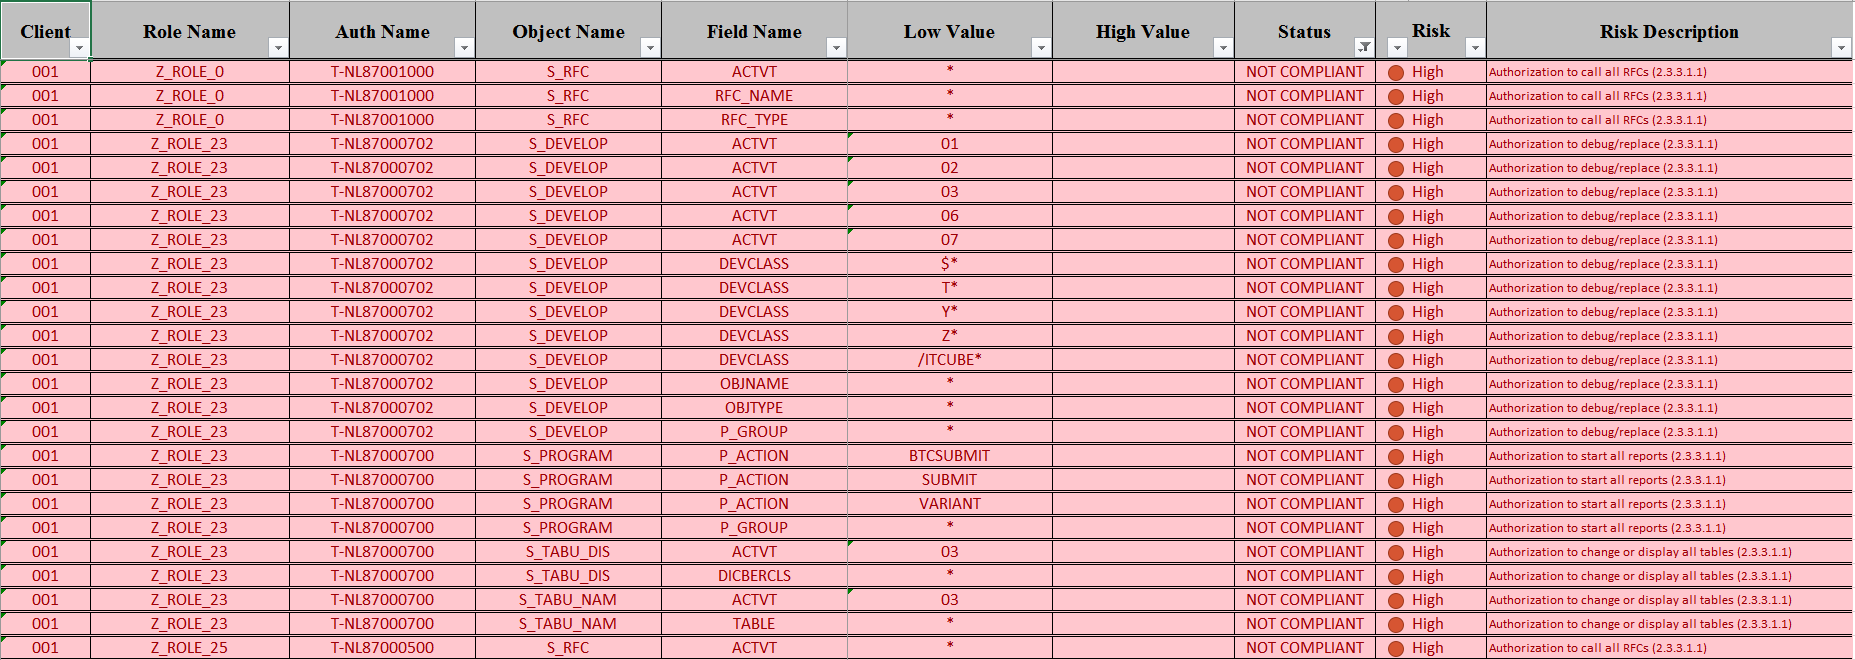 Client Role Name Auth Name Object Name Field Name Low Value High Value Status Risk Risk Description
001 Z_ROLE_0 T-NL87001000 S_RFC ACTVT * NOT COMPLIANT High Authorization to call all RFCs (2.3.3.1.1)
001 Z_ROLE_0 T-NL87001000 S_RFC RFC_NAME * NOT COMPLIANT High Authorization to call all RFCs (2.3.3.1.1)
001 Z_ROLE_0 T-NL87001000 S_RFC RFC_TYPE * NOT COMPLIANT High Authorization to call all RFCs (2.3.3.1.1)
001 Z_ROLE_23 T-NL87000702 S_DEVELOP ACTVT 01 NOT COMPLIANT High Authorization to debug/replace (2.3.3.1.1)
001 Z_ROLE_23 T-NL87000702 S_DEVELOP ACTVT 02 NOT COMPLIANT High Authorization to debug/replace (2.3.3.1.1)
001 Z_ROLE_23 T-NL87000702 S_DEVELOP ACTVT 03 NOT COMPLIANT High Authorization to debug/replace (2.3.3.1.1)
001 Z_ROLE_23 T-NL87000702 S_DEVELOP ACTVT 06 NOT COMPLIANT High Authorization to debug/replace (2.3.3.1.1)
001 Z_ROLE_23 T-NL87000702 S_DEVELOP ACTVT 07 NOT COMPLIANT High Authorization to debug/replace (2.3.3.1.1)
001 Z_ROLE_23 T-NL87000702 S_DEVELOP DEVCLASS $* NOT COMPLIANT High Authorization to debug/replace (2.3.3.1.1)
001 Z_ROLE_23 T-NL87000702 S_DEVELOP DEVCLASS T* NOT COMPLIANT High Authorization to debug/replace (2.3.3.1.1)
001 Z_ROLE_23 T-NL87000702 S_DEVELOP DEVCLASS Y* NOT COMPLIANT High Authorization to debug/replace (2.3.3.1.1)
001 Z_ROLE_23 T-NL87000702 S_DEVELOP DEVCLASS Z* NOT COMPLIANT High Authorization to debug/replace (2.3.3.1.1)
001 Z_ROLE_23 T-NL87000702 S_DEVELOP DEVCLASS /ITCUBE* NOT COMPLIANT High Authorization to debug/replace (2.3.3.1.1)
001 Z_ROLE_23 T-NL87000702 S_DEVELOP OBJNAME * NOT COMPLIANT High Authorization to debug/replace (2.3.3.1.1)
001 Z_ROLE_23 T-NL87000702 S_DEVELOP OBJTYPE * NOT COMPLIANT High Authorization to debug/replace (2.3.3.1.1)
001 Z_ROLE_23 T-NL87000702 S_DEVELOP P_GROUP * NOT COMPLIANT High Authorization to debug/replace (2.3.3.1.1)
001 Z_ROLE_23 T-NL87000700 S_PROGRAM P_ACTION BTCSUBMIT NOT COMPLIANT High Authorization to start all reports (2.3.3.1.1)
001 Z_ROLE_23 T-NL87000700 S_PROGRAM P_ACTION SUBMIT NOT COMPLIANT High Authorization to start all reports (2.3.3.1.1)
001 Z_ROLE_23 T-NL87000700 S_PROGRAM P_ACTION VARIANT NOT COMPLIANT High Authorization to start all reports (2.3.3.1.1)
001 Z_ROLE_23 T-NL87000700 S_PROGRAM P_GROUP * NOT COMPLIANT High Authorization to start all reports (2.3.3.1.1)
001 Z_ROLE_23 T-NL87000700 S_TABU_DIS ACTVT 03 NOT COMPLIANT High Authorization to change or display all tables (2.3.3.1.1)
001 Z_ROLE_23 T-NL87000700 S_TABU_DIS DICBERCLS * NOT COMPLIANT High Authorization to change or display all tables (2.3.3.1.1)
001 Z_ROLE_23 T-NL87000700 S_TABU_NAM ACTVT 03 NOT COMPLIANT High Authorization to change or display all tables (2.3.3.1.1)
001 Z_ROLE_23 T-NL87000700 S_TABU_NAM TABLE * NOT COMPLIANT High Authorization to change or display all tables (2.3.3.1.1)
001 Z_ROLE_25 T-NL87000500 S_RFC ACTVT * NOT COMPLIANT High Authorization to call all RFCs (2.3.3.1.1)